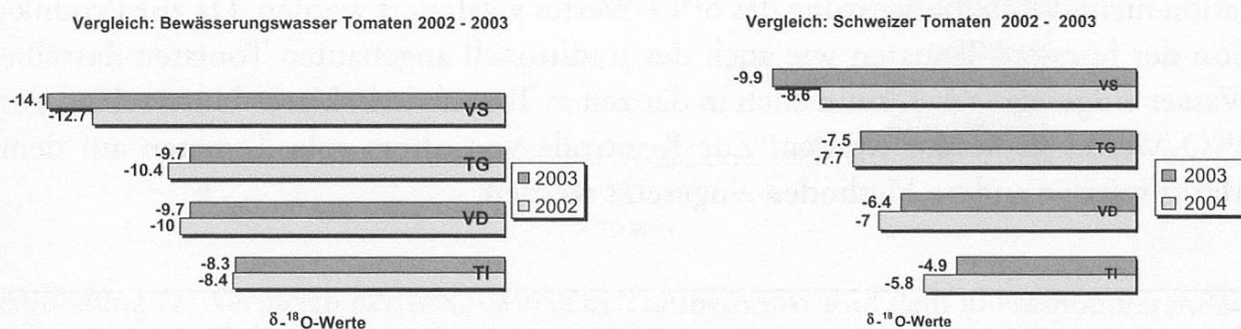 Vergleich: Bewässerungswasser Tomaten 2002 - 2003
-14.1
-12.7
VS
-9.7
-10.4
TG
-9.7
-10
VD
-8.3
-8.4
TI
2003
2002
δ-¹⁸O-Werte
Vergleich: Schweizer Tomaten 2002 - 2003
-9.9
-8.6
VS
-7.5
-7.7
TG
-6.4
-7
VD
-4.9
-5.8
TI
2003
2004
δ-¹⁸O-Werte